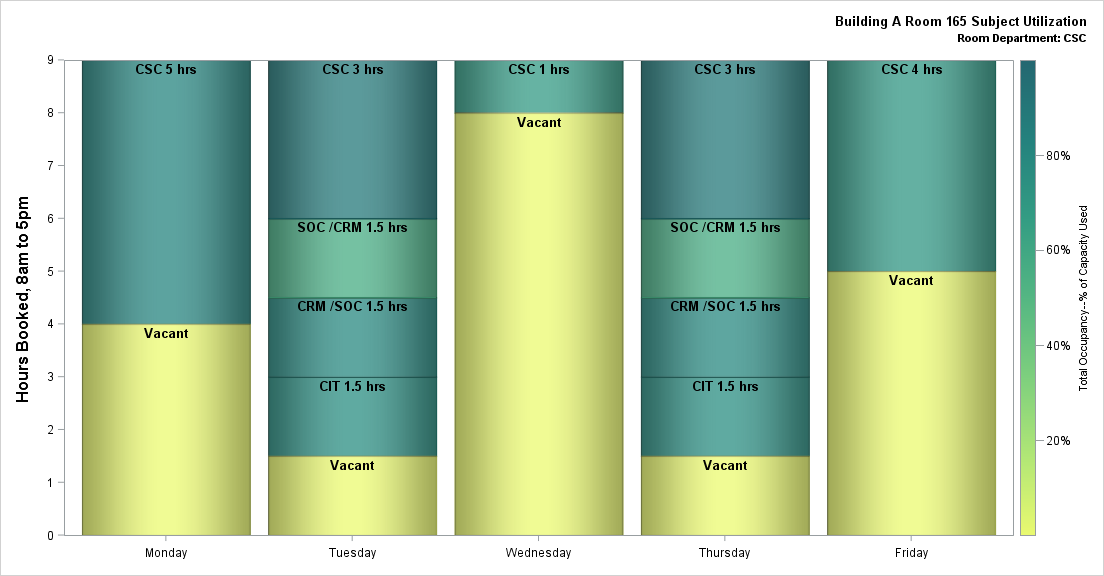 Building A Room 165 Subject Utilization
Room Department: CSC
Hours Booked, 8am to 5pm
9
8
7
6
5
4
3
2
1
0
CSC 5 hrs
Vacant
CSC 3 hrs
SOC /CRM 1.5 hrs
CRM /SOC 1.5 hrs
CIT 1.5 hrs
Vacant
CSC 1 hrs
Vacant
CSC 3 hrs
SOC /CRM 1.5 hrs
CRM /SOC 1.5 hrs
CIT 1.5 hrs
Vacant
CSC 4 hrs
Vacant
Monday
Tuesday
Wednesday
Thursday
Friday
80%
60%
40%
20%
Total Occupancy--% of Capacity Used